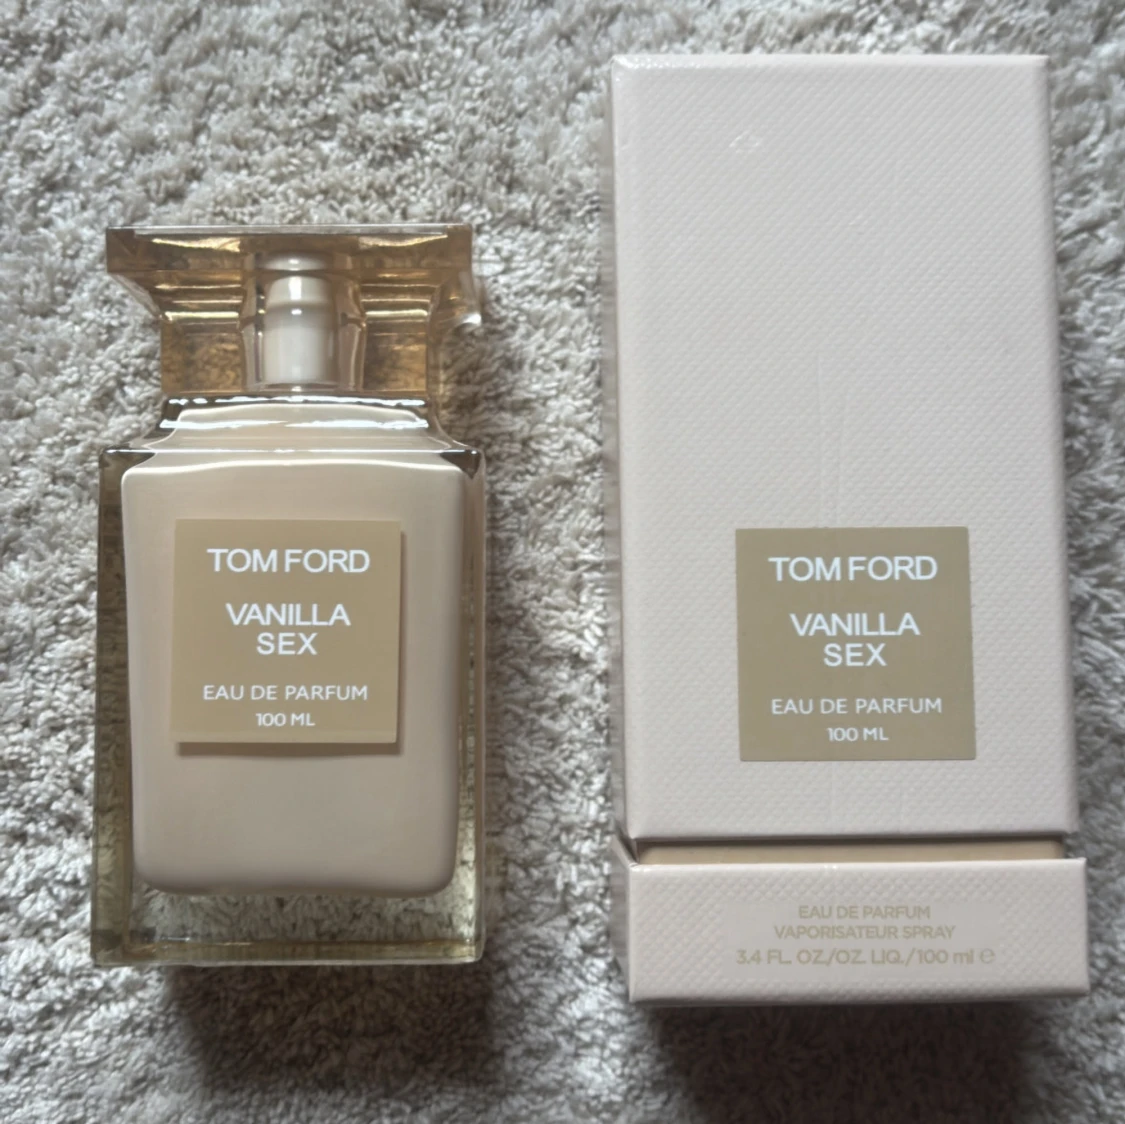 TOM FORD
VANILLA
SEX
EAU DE PARFUM
100 ML
TOM FORD
VANILLA
SEX
EAU DE PARFUM
100 ML
EAU DE PARFUM
VAPORISATEUR SPRAY
3.4 FL. OZ./OZ. LIQ./100 ml ℮